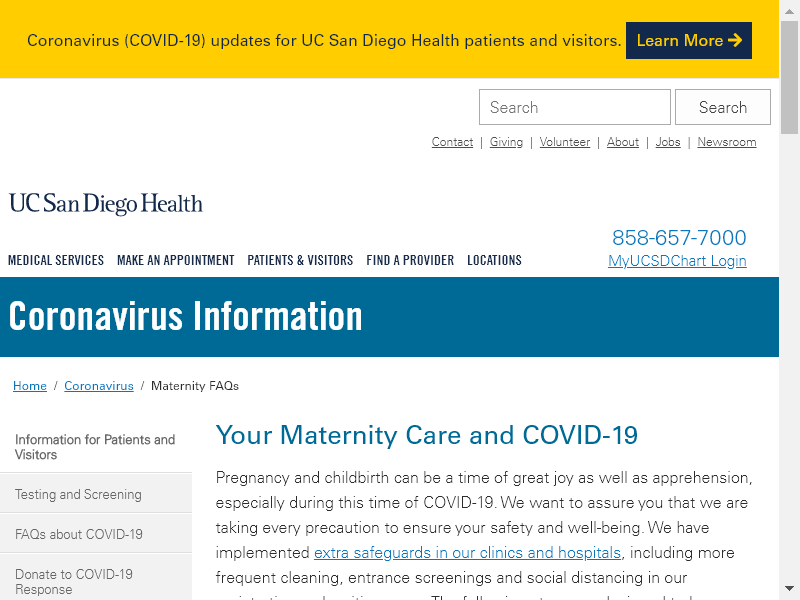 Coronavirus (COVID-19) updates for UC San Diego Health patients and visitors. Learn More →
Search Search
Contact | Giving | Volunteer | About | Jobs | Newsroom
UC San Diego Health
858-657-7000
MyUCSDChart Login
MEDICAL SERVICES MAKE AN APPOINTMENT PATIENTS & VISITORS FIND A PROVIDER LOCATIONS
Coronavirus Information
Home / Coronavirus / Maternity FAQs
Information for Patients and
Visitors
Testing and Screening
FAQs about COVID-19
Donate to COVID-19
Response
Your Maternity Care and COVID-19
Pregnancy and childbirth can be a time of great joy as well as apprehension,
especially during this time of COVID-19. We want to assure you that we are
taking every precaution to ensure your safety and well-being. We have
implemented extra safeguards in our clinics and hospitals, including more
frequent cleaning, entrance screenings and social distancing in our